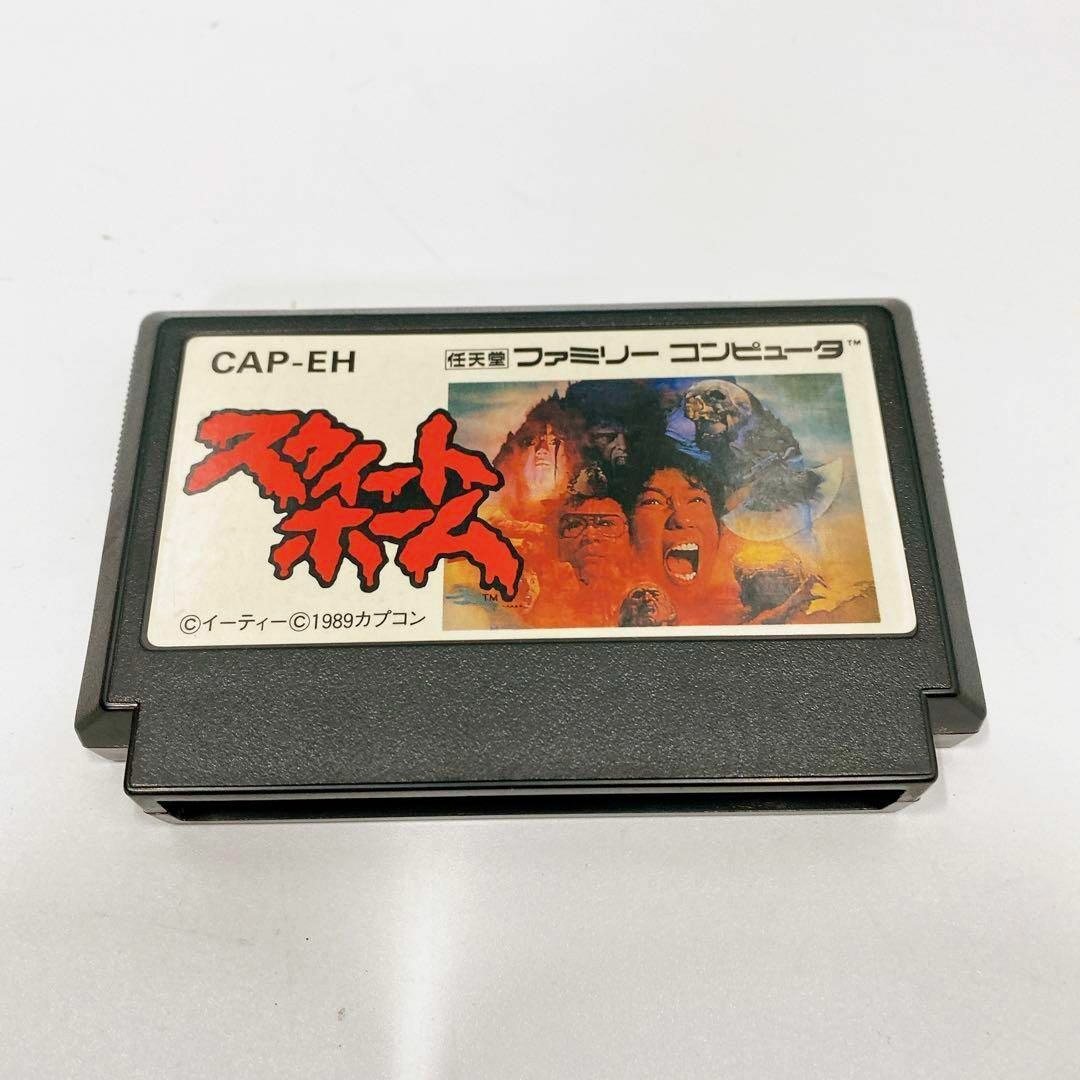 CAP-EH
任天堂 ファミリー コンピュータ™
スウィート
ホーム
TM
©イーティー©1989カプコン